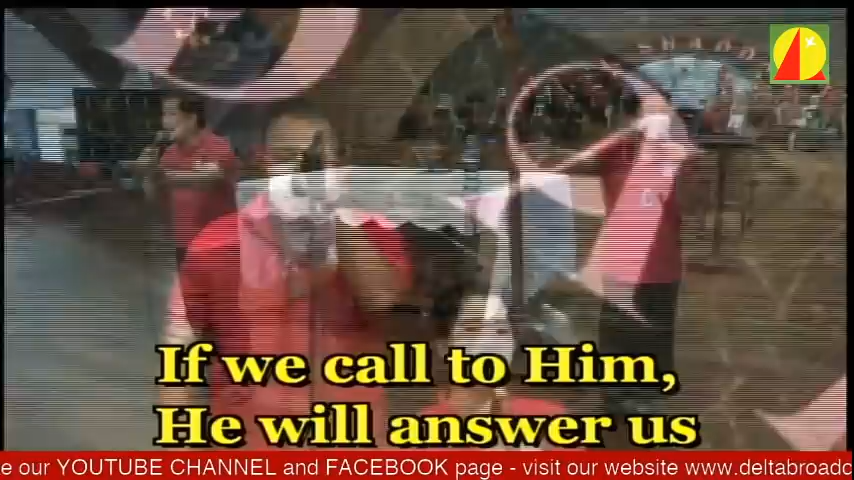 If we call to Him,
He will answer us
e our YOUTUBE CHANNEL and FACEBOOK page - visit our website www.deltabroadc